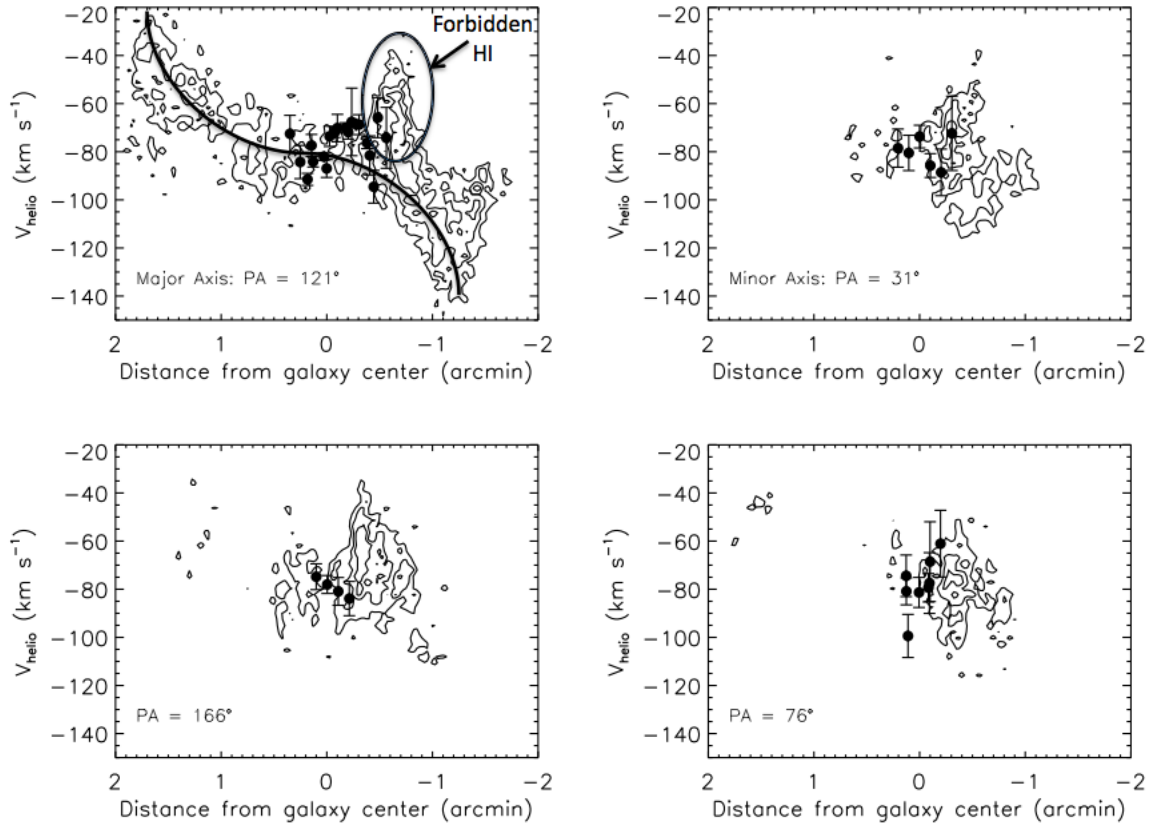 Forbidden
HI
−20
−40
−60
−80
−100
−120
−140
V_helio (km s⁻¹)
Major Axis: PA = 121°
2 1 0 −1 −2
Distance from galaxy center (arcmin)
−20
−40
−60
−80
−100
−120
−140
V_helio (km s⁻¹)
Minor Axis: PA = 31°
2 1 0 −1 −2
Distance from galaxy center (arcmin)
−20
−40
−60
−80
−100
−120
−140
V_helio (km s⁻¹)
PA = 166°
2 1 0 −1 −2
Distance from galaxy center (arcmin)
−20
−40
−60
−80
−100
−120
−140
V_helio (km s⁻¹)
PA = 76°
2 1 0 −1 −2
Distance from galaxy center (arcmin)